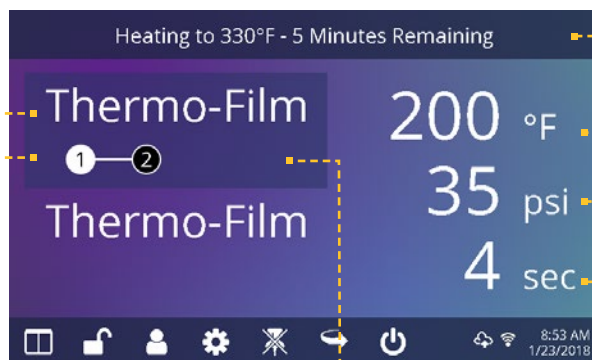 Heating to 330°F - 5 Minutes Remaining
Thermo-Film
1 2
Thermo-Film
200 °F
35 psi
4 sec
8:53 AM
1/23/2018